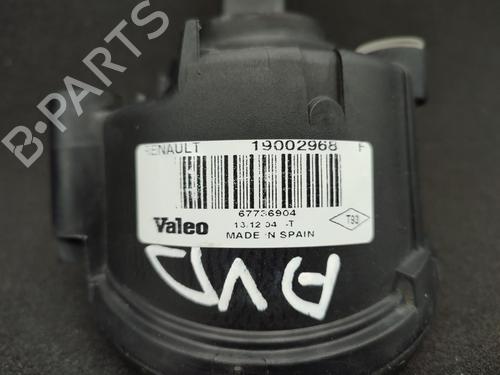 B-PARTS
RENAULT 19002968 F
67736904
Valeo 13.12 04 -T
MADE IN SPAIN
T93
AVD